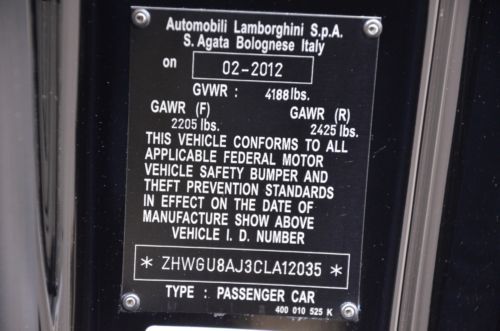 Automobili Lamborghini S.p.A.
S. Agata Bolognese Italy
on 02-2012
GVWR : 4188lbs.
GAWR (F) GAWR (R)
2205 lbs. 2425 lbs.
THIS VEHICLE CONFORMS TO ALL
APPLICABLE FEDERAL MOTOR
VEHICLE SAFETY BUMPER AND
THEFT PREVENTION STANDARDS
IN EFFECT ON THE DATE OF
MANUFACTURE SHOW ABOVE
VEHICLE I. D. NUMBER
* ZHWGU8AJ3CLA12035 *
TYPE : PASSENGER CAR
400 010 525 K